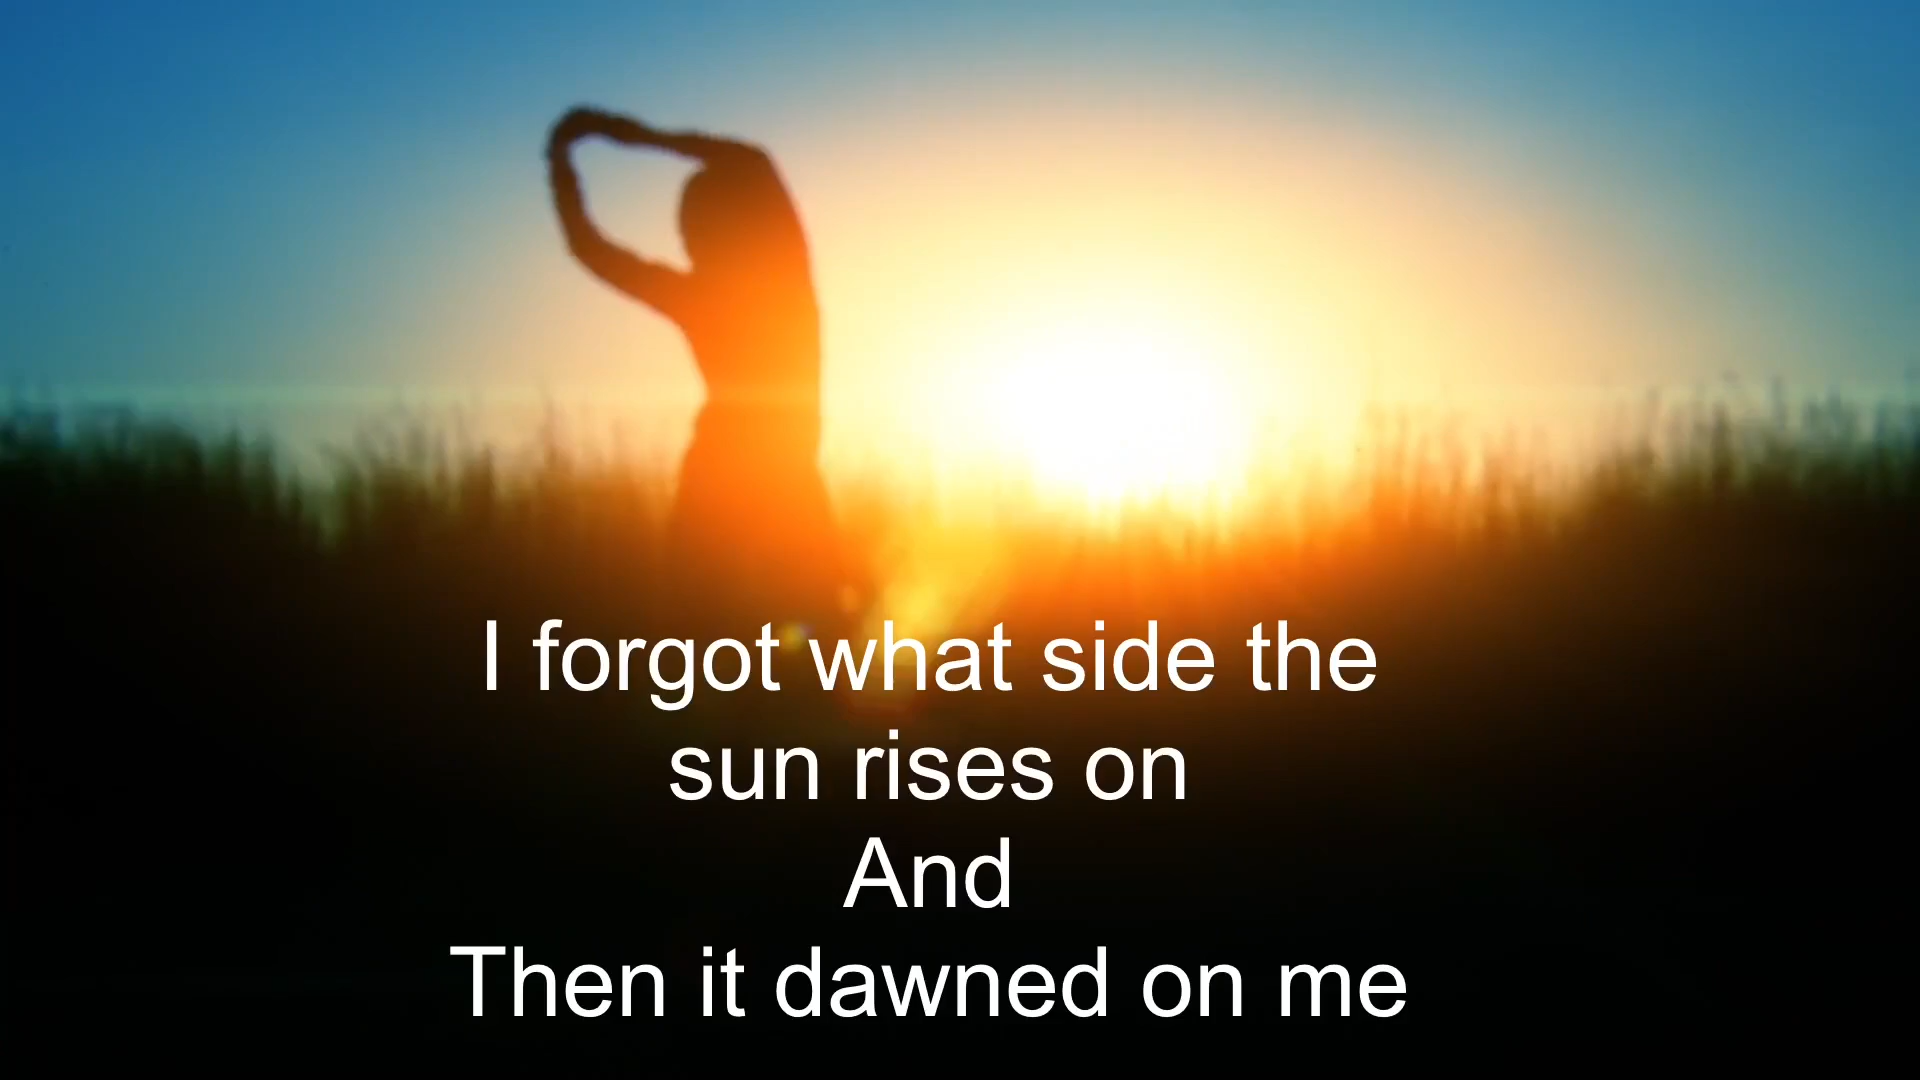 I forgot what side the
sun rises on
And
Then it dawned on me